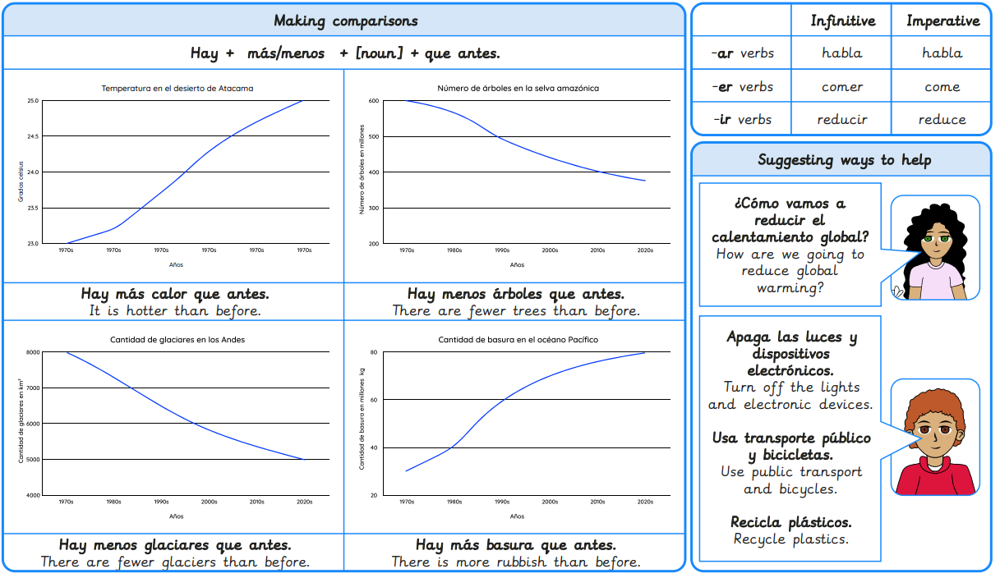 Making comparisons
Hay + más/menos + [noun] + que antes.
Temperatura en el desierto de Atacama
25.0
24.5
24.0
23.5
23.0
Grados celsius
1970s 1970s 1970s 1970s 1970s 1970s
Años
Hay más calor que antes.
It is hotter than before.
Número de árboles en la selva amazónica
600
500
400
300
200
Número de árboles en millones
1970s 1980s 1990s 2000s 2010s 2020s
Años
Hay menos árboles que antes.
There are fewer trees than before.
Cantidad de glaciares en los Andes
8000
7000
6000
5000
4000
Cantidad de glaciares en km²
1970s 1980s 1990s 2000s 2010s 2020s
Años
Hay menos glaciares que antes.
There are fewer glaciers than before.
Cantidad de basura en el océano Pacífico
80
60
40
20
Cantidad de basura en millones kg
1970s 1980s 1990s 2000s 2010s 2020s
Años
Hay más basura que antes.
There is more rubbish than before.
Infinitive Imperative
-ar verbs habla habla
-er verbs comer come
-ir verbs reducir reduce
Suggesting ways to help
¿Cómo vamos a
reducir el
calentamiento global?
How are we going to
reduce global
warming?
Apaga las luces y
dispositivos
electrónicos.
Turn off the lights
and electronic devices.
Usa transporte público
y bicicletas.
Use public transport
and bicycles.
Recicla plásticos.
Recycle plastics.